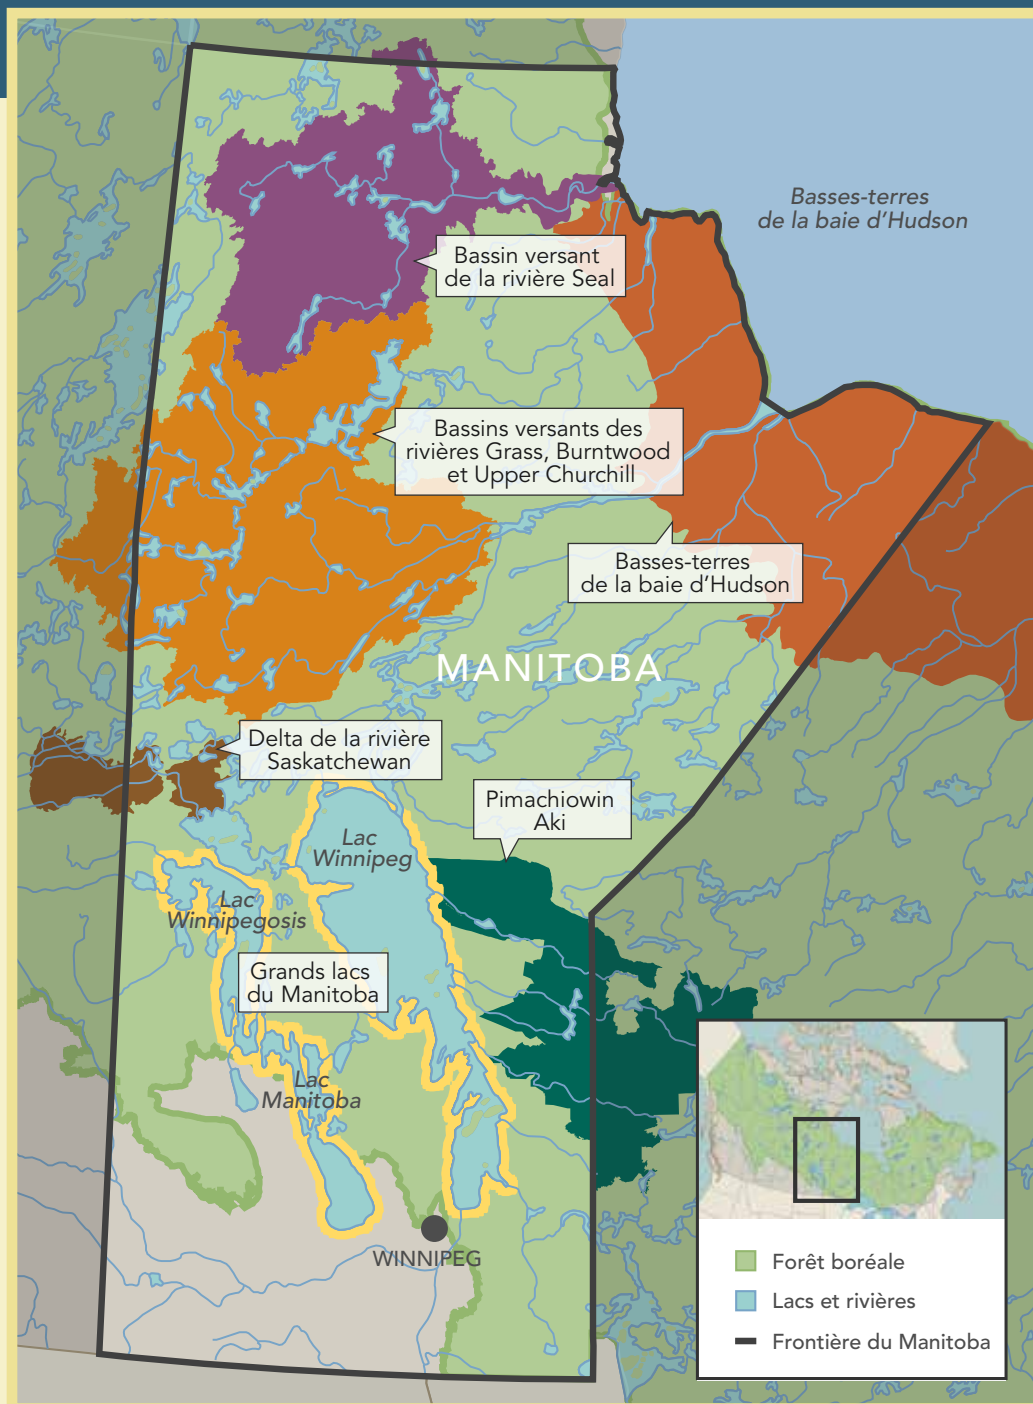 Basses-terres
de la baie d'Hudson
Bassin versant
de la rivière Seal
Bassins versants des
rivières Grass, Burntwood
et Upper Churchill
Basses-terres
de la baie d'Hudson
MANITOBA
Delta de la rivière
Saskatchewan
Pimachiowin
Aki
Lac
Winnipeg
Lac
Winnipegosis
Grands lacs
du Manitoba
Lac
Manitoba
WINNIPEG
Forêt boréale
Lacs et rivières
Frontière du Manitoba